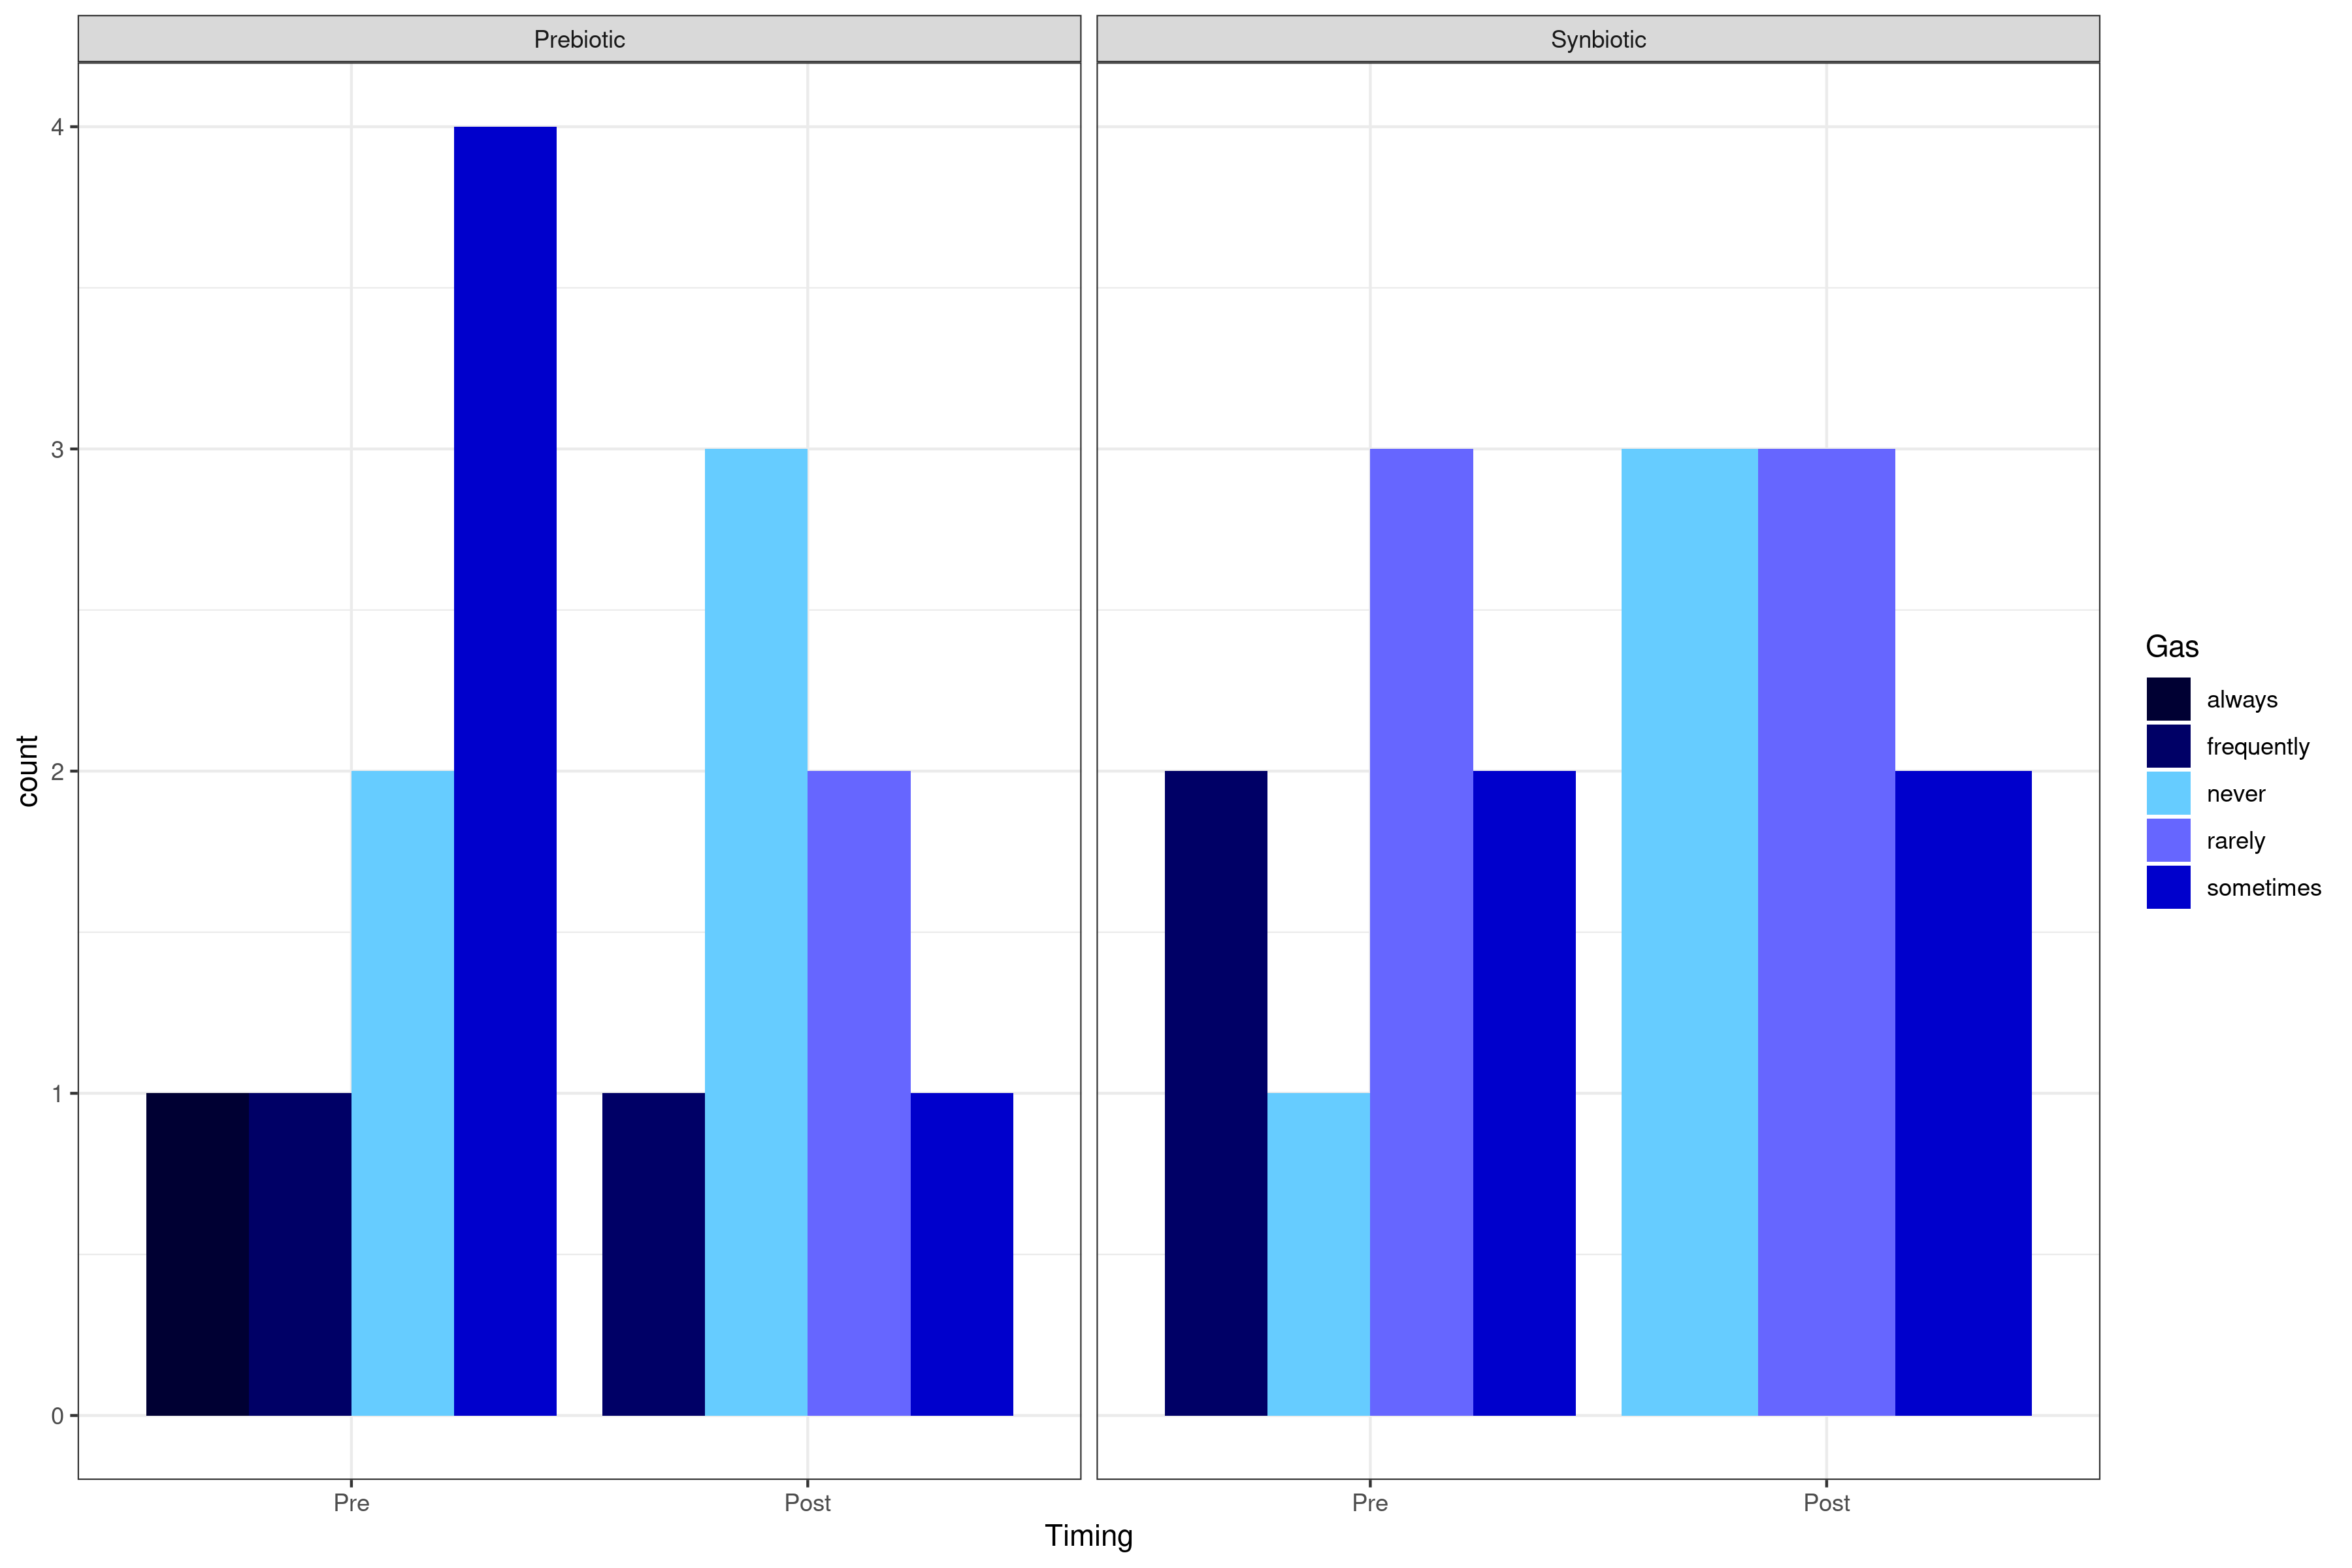 Prebiotic
Synbiotic
4
3
2
1
0
count
Pre
Post
Pre
Post
Timing
Gas
always
frequently
never
rarely
sometimes